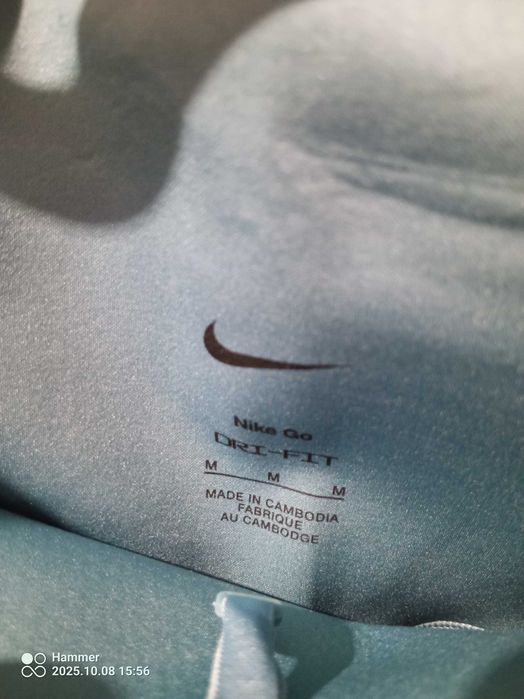 Nike Go
DRI-FIT
M M M
MADE IN CAMBODIA
FABRIQUE
AU CAMBODGE
Hammer
2025.10.08 15:56